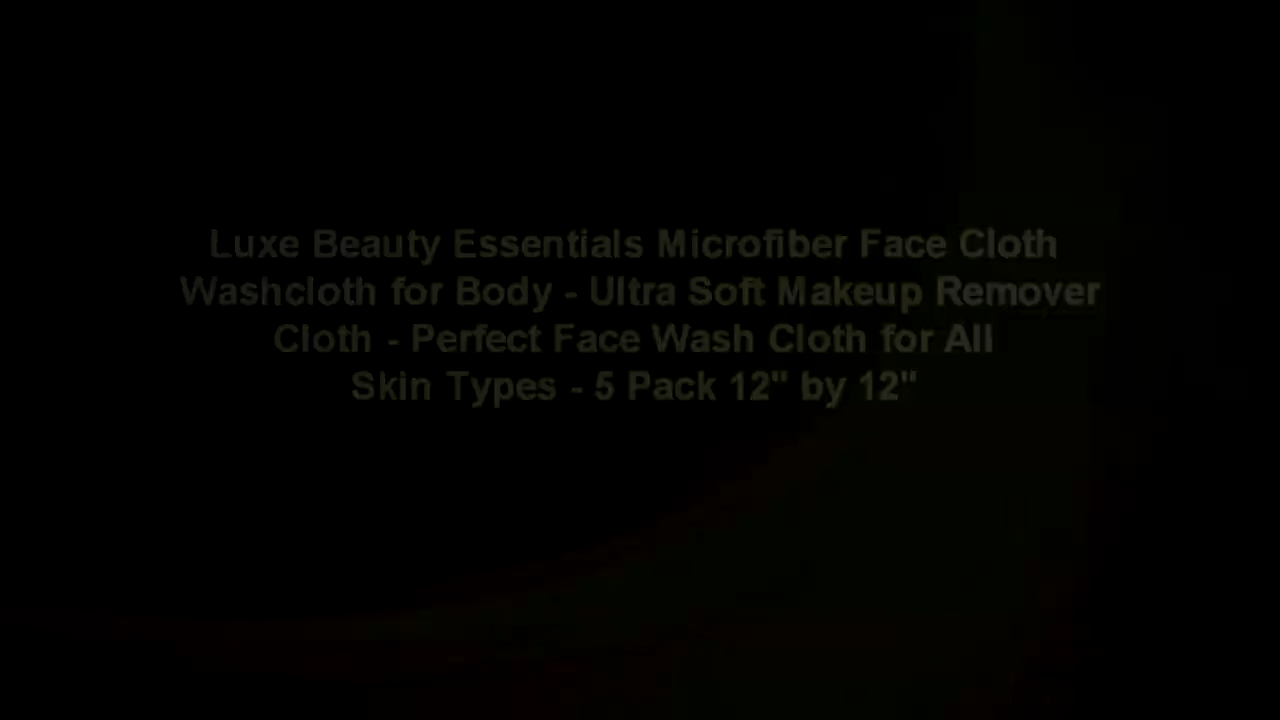 Luxe Beauty Essentials Microfiber Face Cloth
Washcloth for Body - Ultra Soft Makeup Remover
Cloth - Perfect Face Wash Cloth for All
Skin Types - 5 Pack 12" by 12"